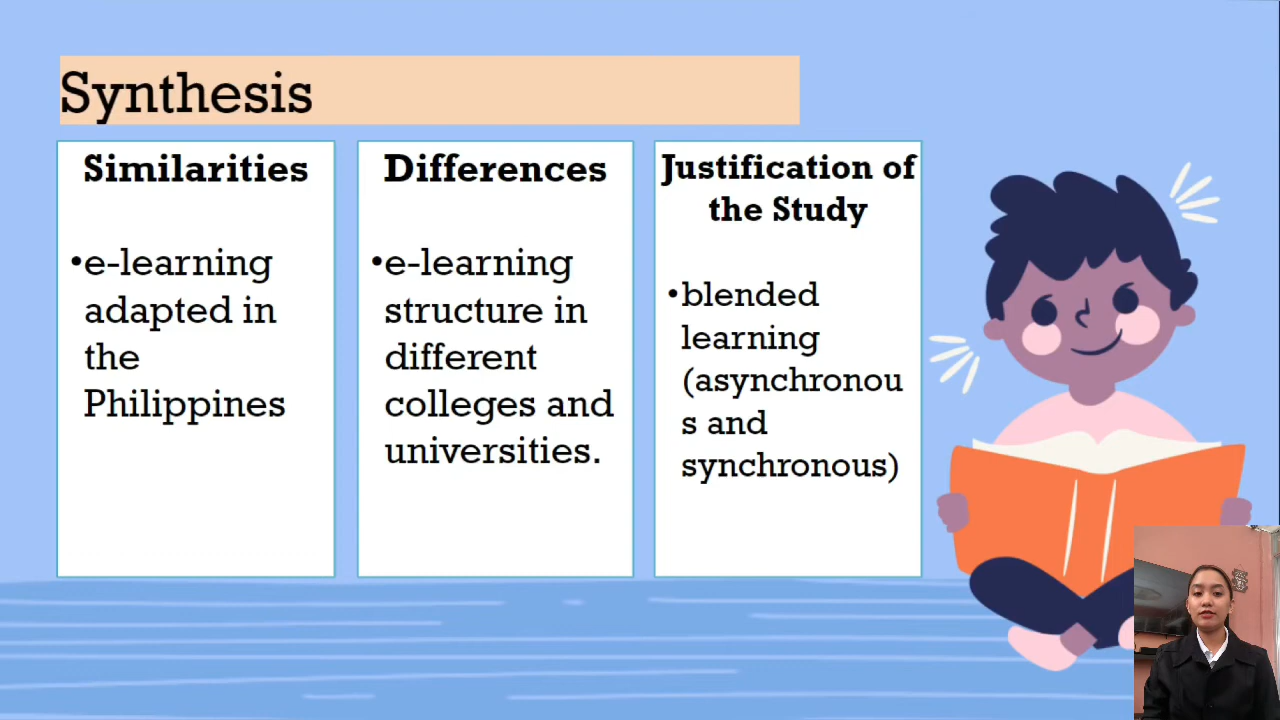 Synthesis
Similarities
•e-learning
adapted in
the
Philippines
Differences
•e-learning
structure in
different
colleges and
universities.
Justification of
the Study
•blended
learning
(asynchronou
s and
synchronous)